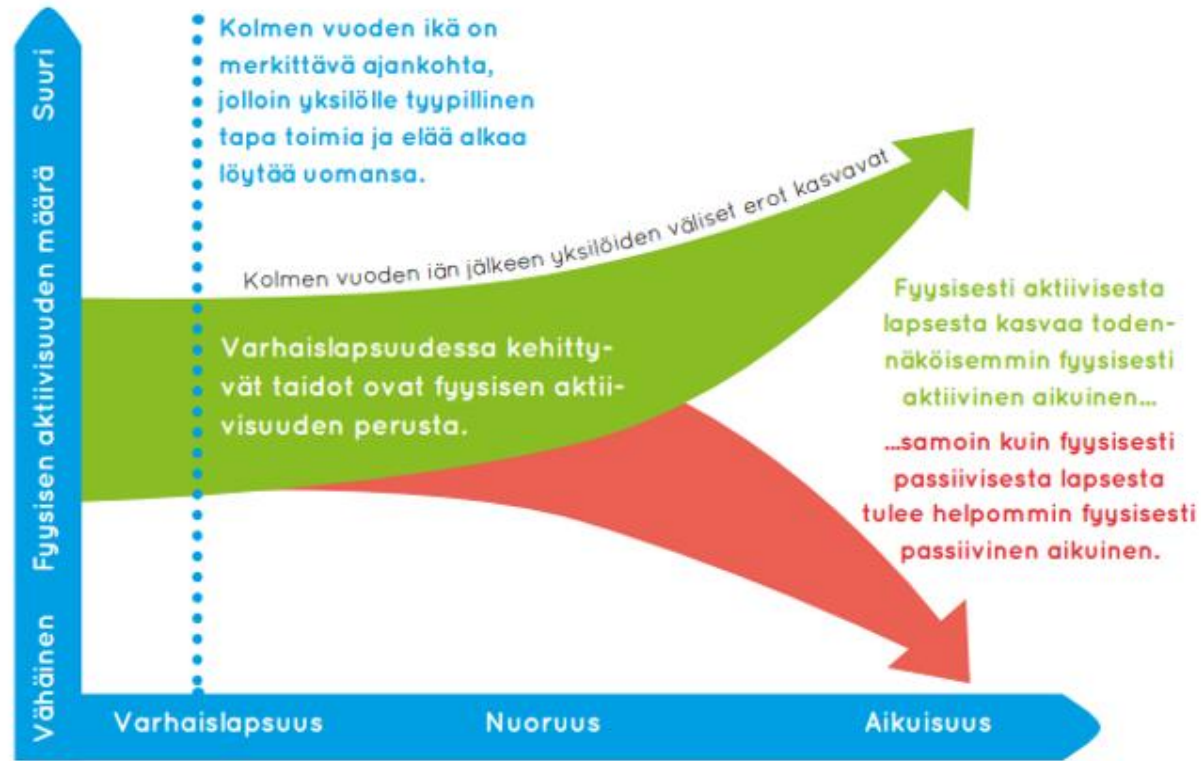 Suuri
Fyysisen aktiivisuuden määrä
Vähäinen
Kolmen vuoden ikä on
merkittävä ajankohta,
jolloin yksilölle tyypillinen
tapa toimia ja elää alkaa
löytää uomansa.
Kolmen vuoden iän jälkeen yksilöiden väliset erot kasvavat
Varhaislapsuudessa kehitty-
vät taidot ovat fyysisen aktii-
visuuden perusta.
Fyysisesti aktiivisesta
lapsesta kasvaa toden-
näköisemmin fyysisesti
aktiivinen aikuinen...
...samoin kuin fyysisesti
passiivisesta lapsesta
tulee helpommin fyysisesti
passiivinen aikuinen.
Varhaislapsuus
Nuoruus
Aikuisuus